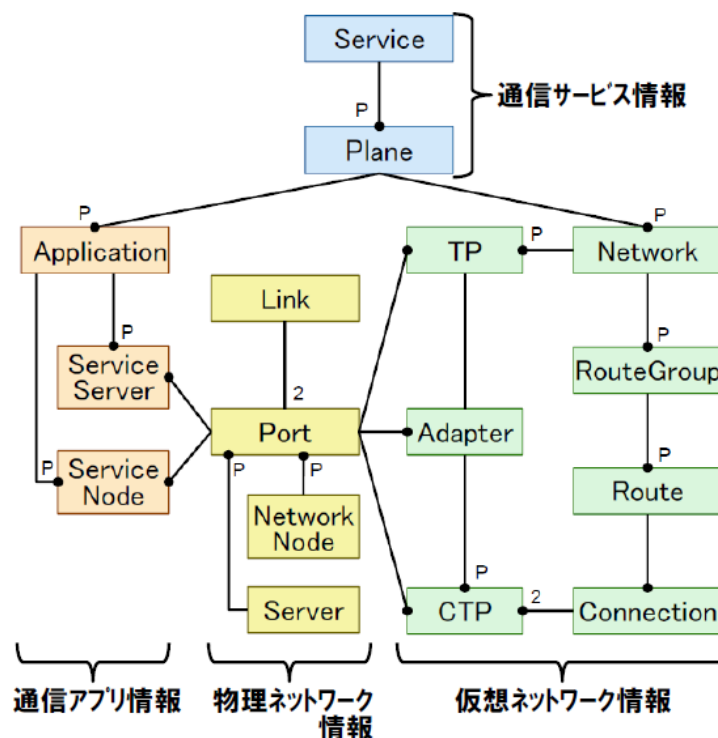 Service
通信サービス情報
P
Plane
P
P
Application
TP
P
Network
Link
P
P
Service
Server
RouteGroup
2
Port
Adapter
P
P
P
P
Service
Node
Network
Node
Route
P
2
Server
CTP
Connection
通信アプリ情報
物理ネットワーク
情報
仮想ネットワーク情報